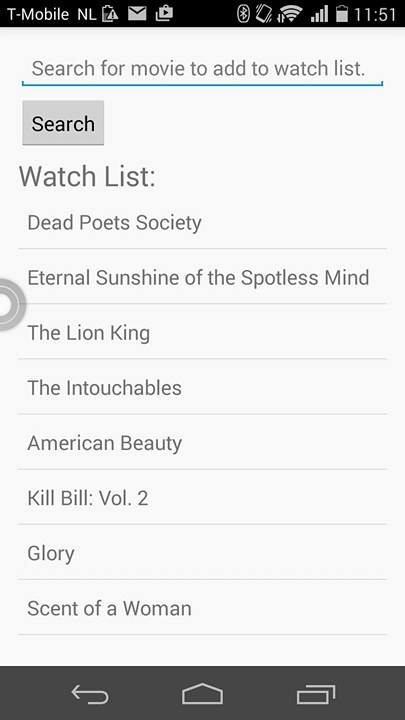 T-Mobile NL 11:51
Search for movie to add to watch list.
Search
Watch List:
Dead Poets Society
Eternal Sunshine of the Spotless Mind
The Lion King
The Intouchables
American Beauty
Kill Bill: Vol. 2
Glory
Scent of a Woman